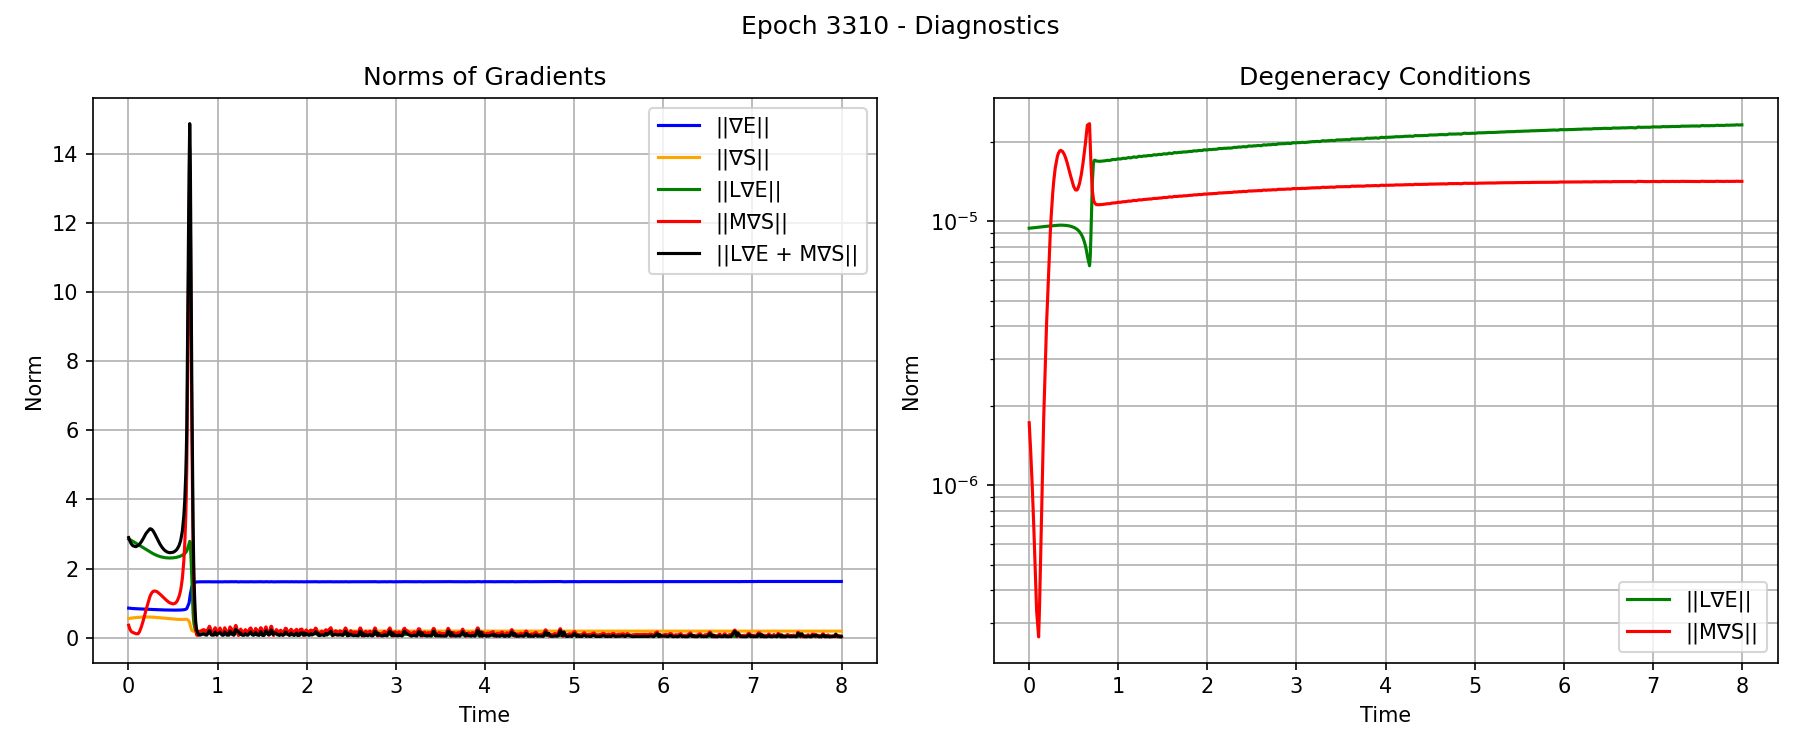 Epoch 3310 - Diagnostics
Norms of Gradients
Norm
14
12
10
8
6
4
2
0
0 1 2 3 4 5 6 7 8
Time
||∇E||
||∇S||
||L∇E||
||M∇S||
||L∇E + M∇S||
Degeneracy Conditions
Norm
10⁻⁵
10⁻⁶
0 1 2 3 4 5 6 7 8
Time
||L∇E||
||M∇S||